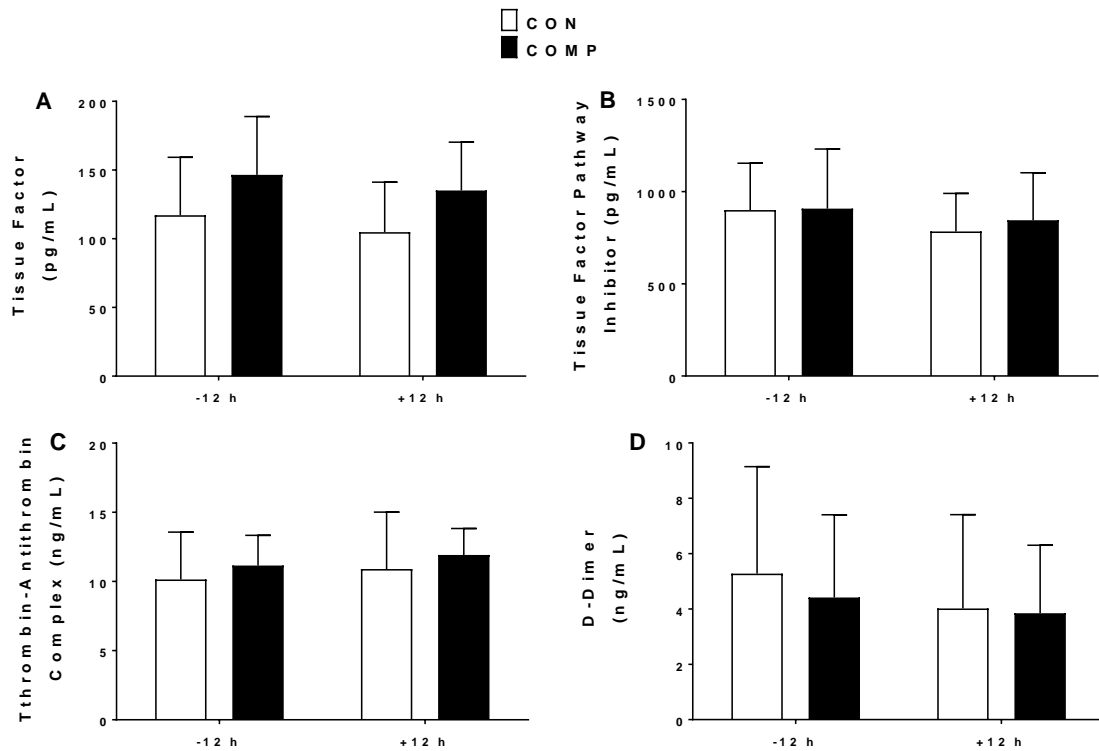 CON
COMP
A
Tissue Factor
(pg/mL)
200
150
100
50
0
-12 h
+12 h
B
Tissue Factor Pathway
Inhibitor (pg/mL)
1500
1000
500
0
-12 h
+12 h
C
Tthrombin-Antithrombin
Complex (ng/mL)
20
15
10
5
0
-12 h
+12 h
D
D-Dimer
(ng/mL)
10
8
6
4
2
0
-12 h
+12 h